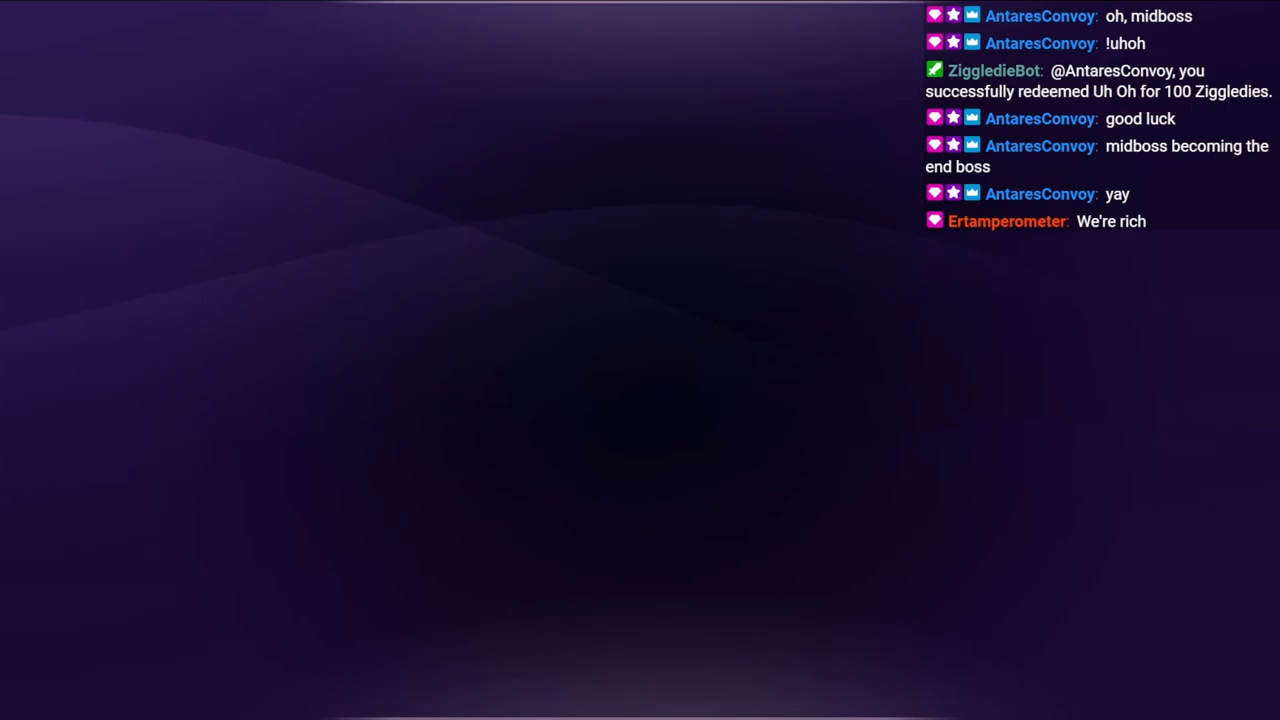 AntaresConvoy: oh, midboss
AntaresConvoy: !uhoh
ZiggledieBot: @AntaresConvoy, you
successfully redeemed Uh Oh for 100 Ziggledies.
AntaresConvoy: good luck
AntaresConvoy: midboss becoming the
end boss
AntaresConvoy: yay
Ertamperometer: We're rich